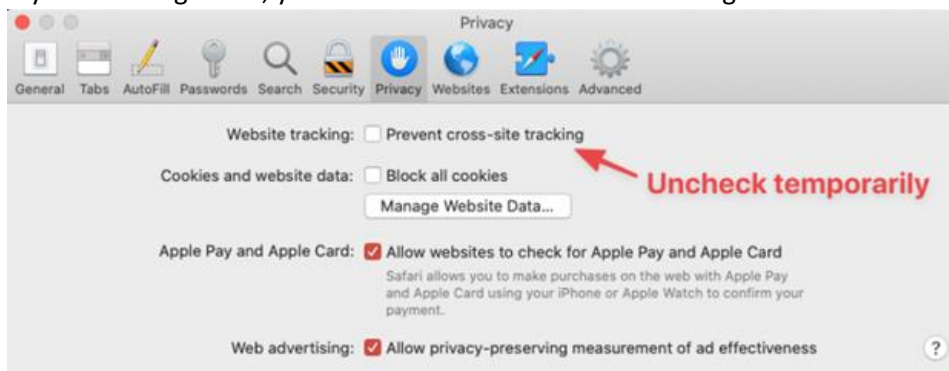 Privacy
General Tabs AutoFill Passwords Search Security Privacy Websites Extensions Advanced
Website tracking: Prevent cross-site tracking
Uncheck temporarily
Cookies and website data: Block all cookies
Manage Website Data...
Apple Pay and Apple Card: Allow websites to check for Apple Pay and Apple Card
Safari allows you to make purchases on the web with Apple Pay
and Apple Card using your iPhone or Apple Watch to confirm your
payment.
Web advertising: Allow privacy-preserving measurement of ad effectiveness
?